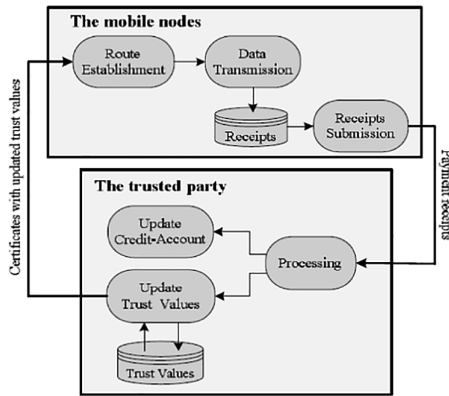 The mobile nodes
Route
Establishment
Data
Transmission
Receipts
Receipts
Submission
Payment receipts
Certificates with updated trust values
The trusted party
Update
Credit-Account
Processing
Update
Trust Values
Trust Values